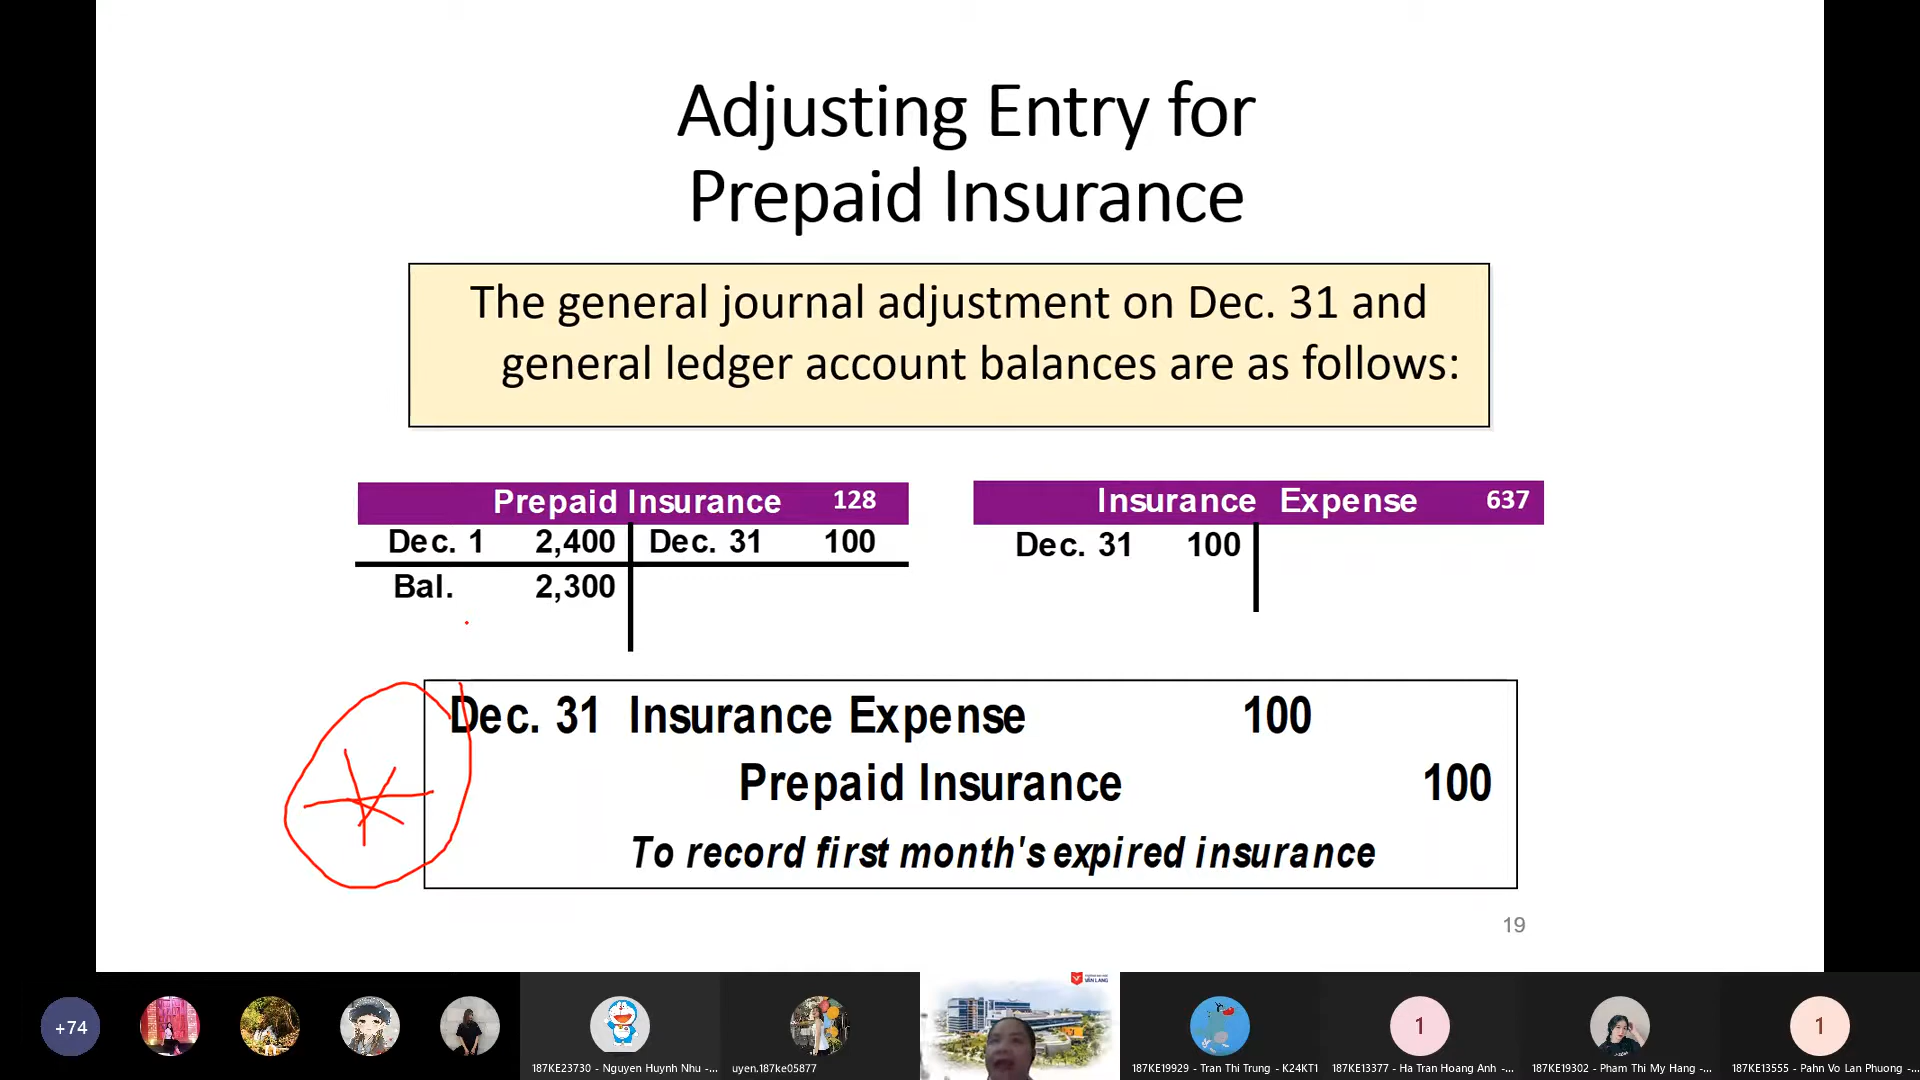 Adjusting Entry for
Prepaid Insurance
The general journal adjustment on Dec. 31 and
general ledger account balances are as follows:
Prepaid Insurance 128
Dec. 1 2,400 Dec. 31 100
Bal. 2,300
Insurance Expense 637
Dec. 31 100
Dec. 31 Insurance Expense 100
Prepaid Insurance 100
To record first month's expired insurance
19
+74
187KE23730 - Nguyen Huynh Nhu -...
uyen.187ke05877
VAN LANG
187KE19929 - Tran Thi Trung - K24KT1
1
187KE13377 - Ha Tran Hoang Anh -...
187KE19302 - Pham Thi My Hang -...
1
187KE13555 - Pahn Vo Lan Phuong -...